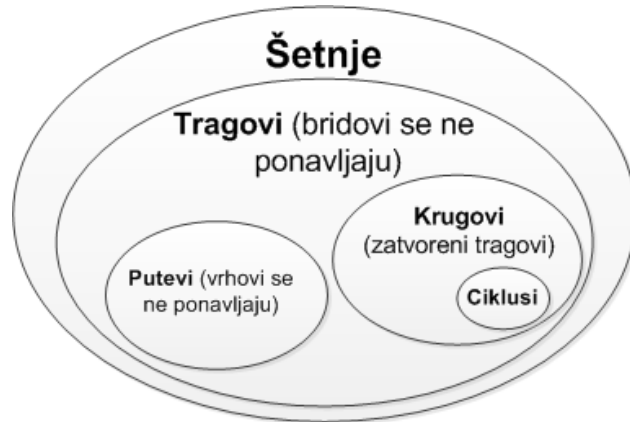 Šetnje
Tragovi (bridovi se ne
ponavljaju)
Krugovi
(zatvoreni tragovi)
Putevi (vrhovi se
ne ponavljaju)
Ciklusi